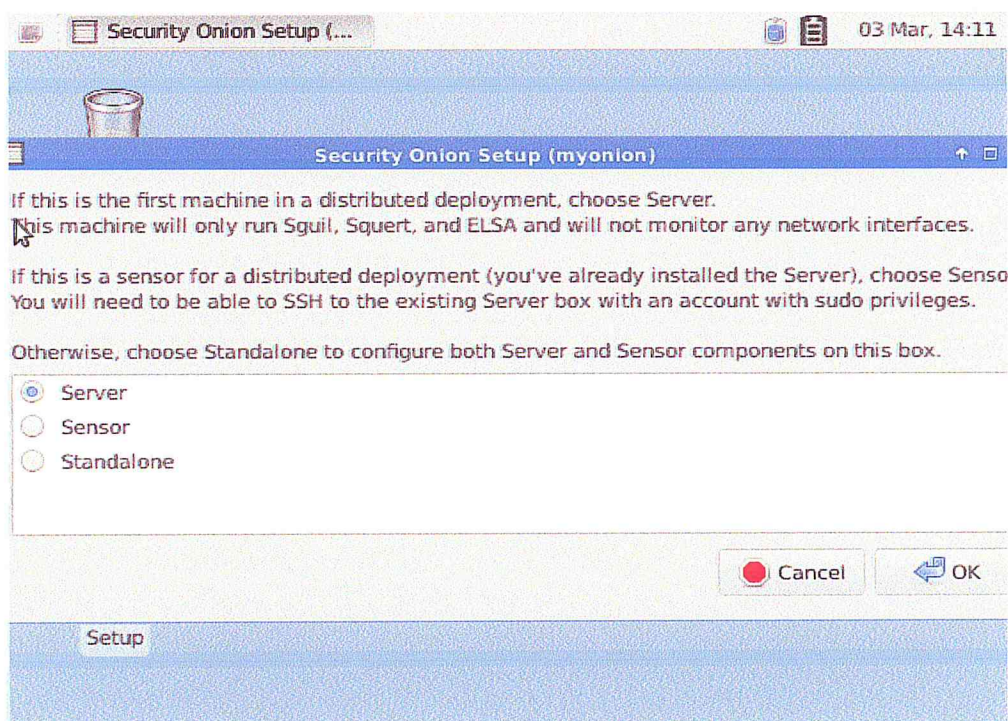 Security Onion Setup (...
03 Mar, 14:11
Security Onion Setup (myonion)
If this is the first machine in a distributed deployment, choose Server.
This machine will only run Sguil, Squert, and ELSA and will not monitor any network interfaces.
If this is a sensor for a distributed deployment (you've already installed the Server), choose Senso
You will need to be able to SSH to the existing Server box with an account with sudo privileges.
Otherwise, choose Standalone to configure both Server and Sensor components on this box.
Server
Sensor
Standalone
Cancel
OK
Setup